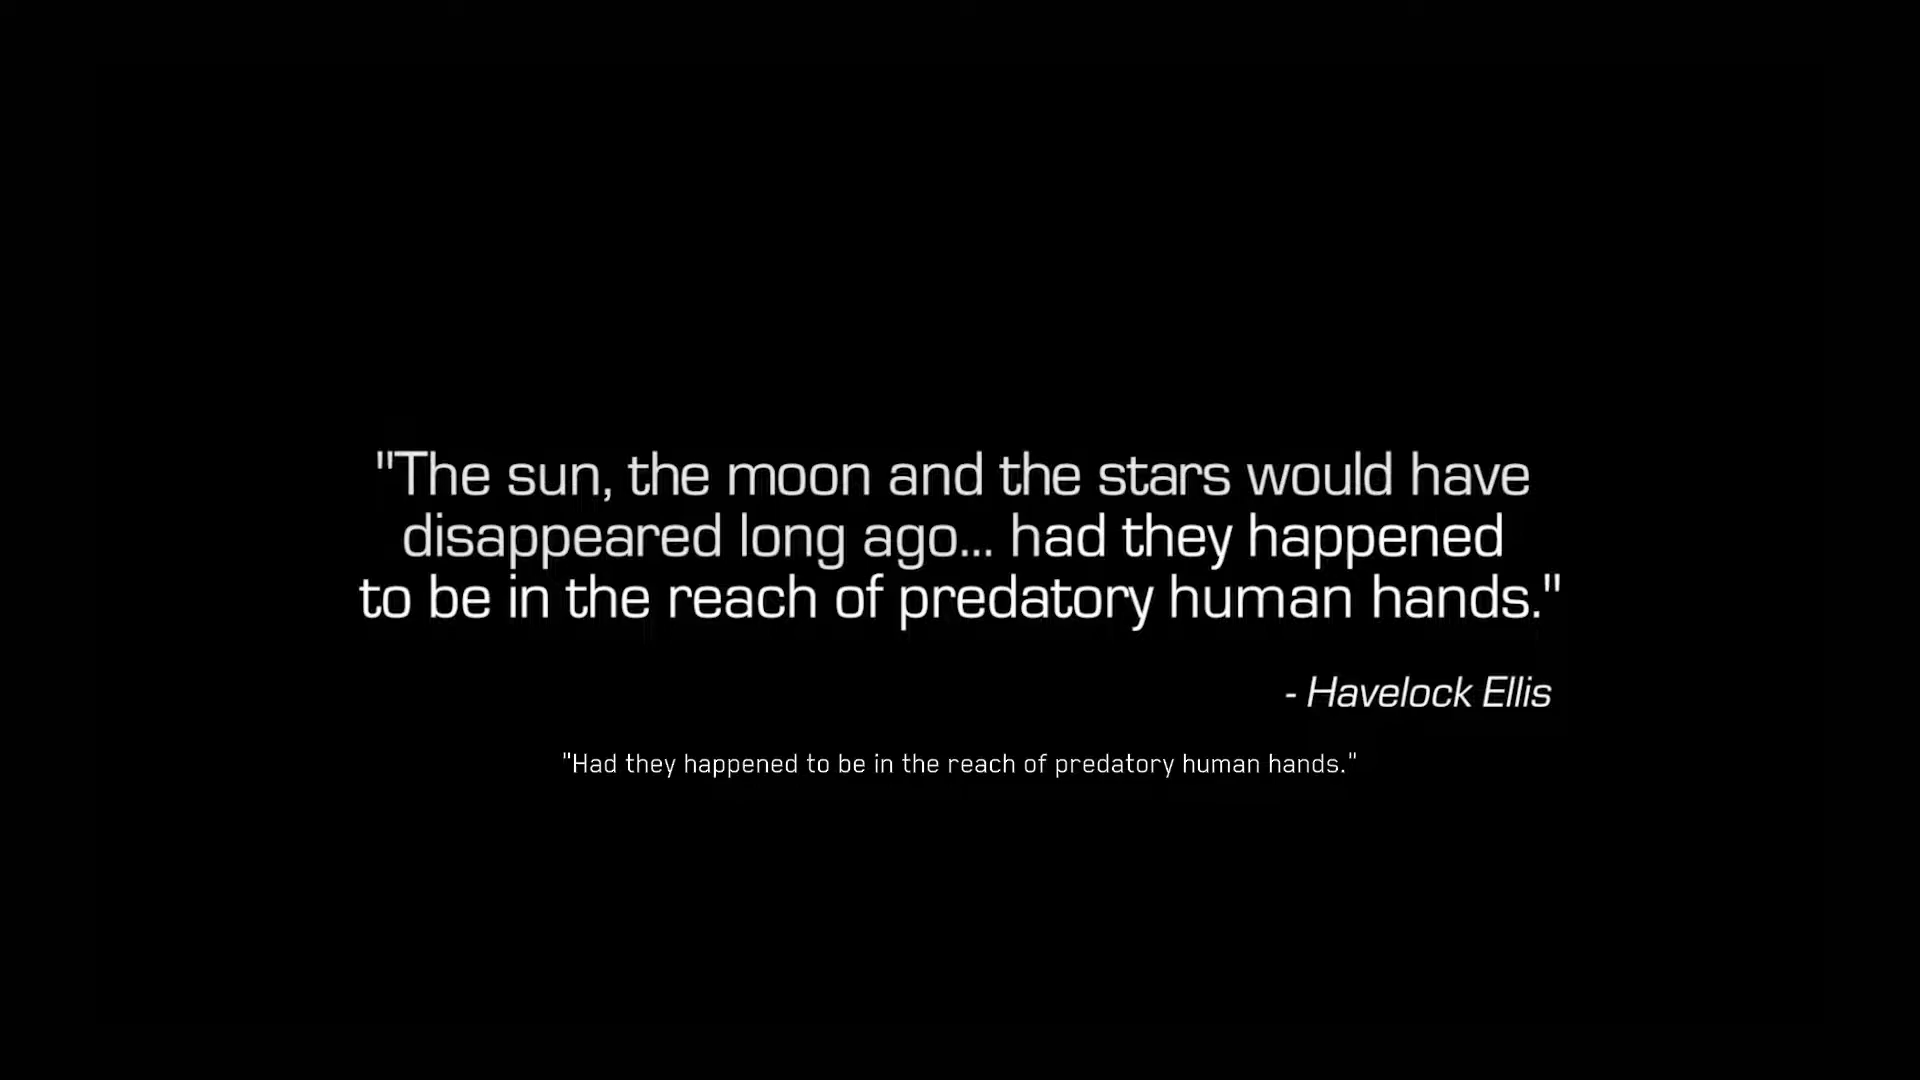 "The sun, the moon and the stars would have
disappeared long ago... had they happened
to be in the reach of predatory human hands."
- Havelock Ellis
"Had they happened to be in the reach of predatory human hands."